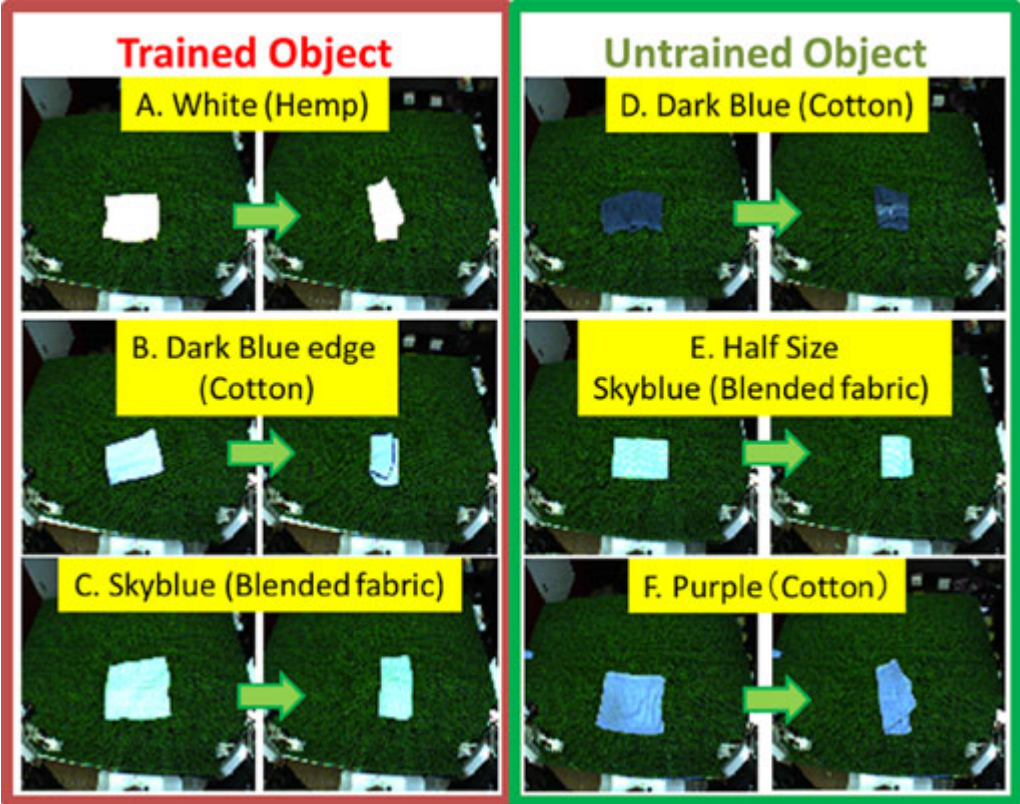 Trained Object
A. White (Hemp)
B. Dark Blue edge
(Cotton)
C. Skyblue (Blended fabric)
Untrained Object
D. Dark Blue (Cotton)
E. Half Size
Skyblue (Blended fabric)
F. Purple（Cotton）